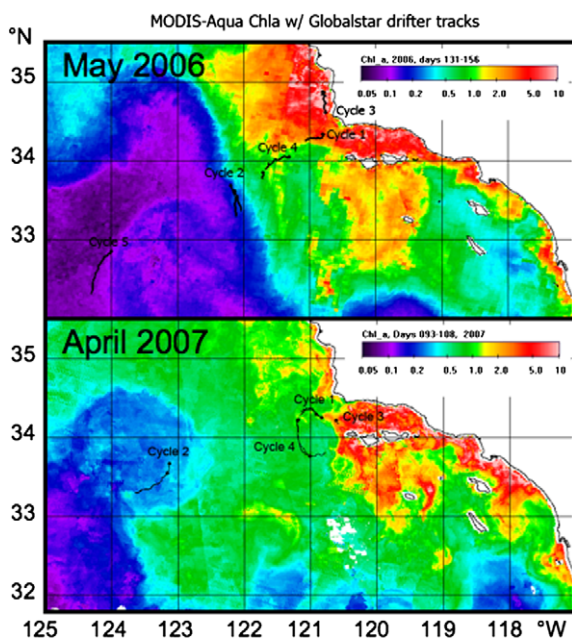 MODIS-Aqua Chla w/ Globalstar drifter tracks
°N
May 2006
Chl_a, 2006, days 131-156
0.05 0.1 0.2 0.5 1.0 2.0 5.0 10
35
Cycle 3
Cycle 1
34
Cycle 4
Cycle 2
33
Cycle 5
April 2007
Chl_a, Days 093-108, 2007
0.05 0.1 0.2 0.5 1.0 2.0 5.0 10
35
Cycle 1
Cycle 3
34
Cycle 4
Cycle 2
33
32
125 124 123 122 121 120 119 118 °W